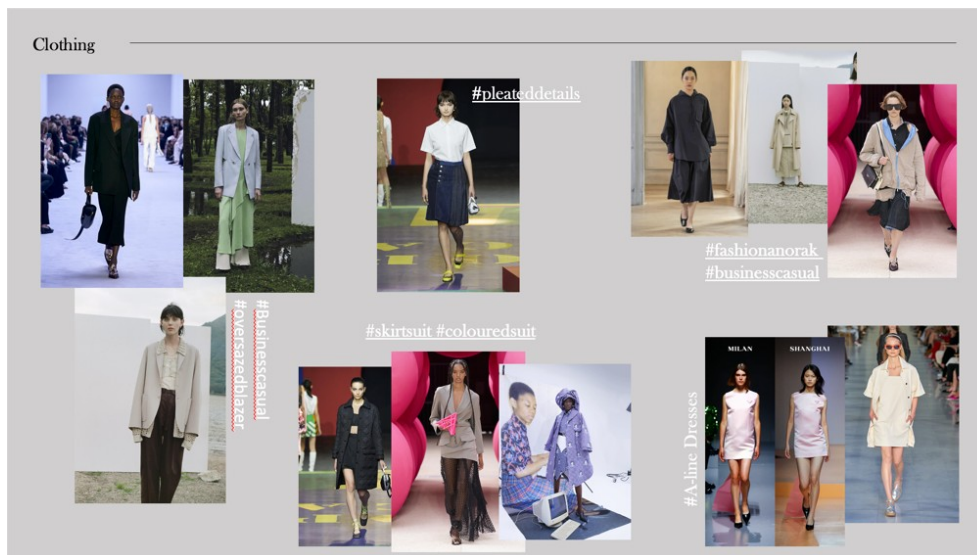 Clothing
#pleateddetails
#fashionanorak
#businesscasual
#Businesscasual
#oversazedblazer
#skirtsuit #colouredsuit
MILAN
SHANGHAI
#A-line Dresses